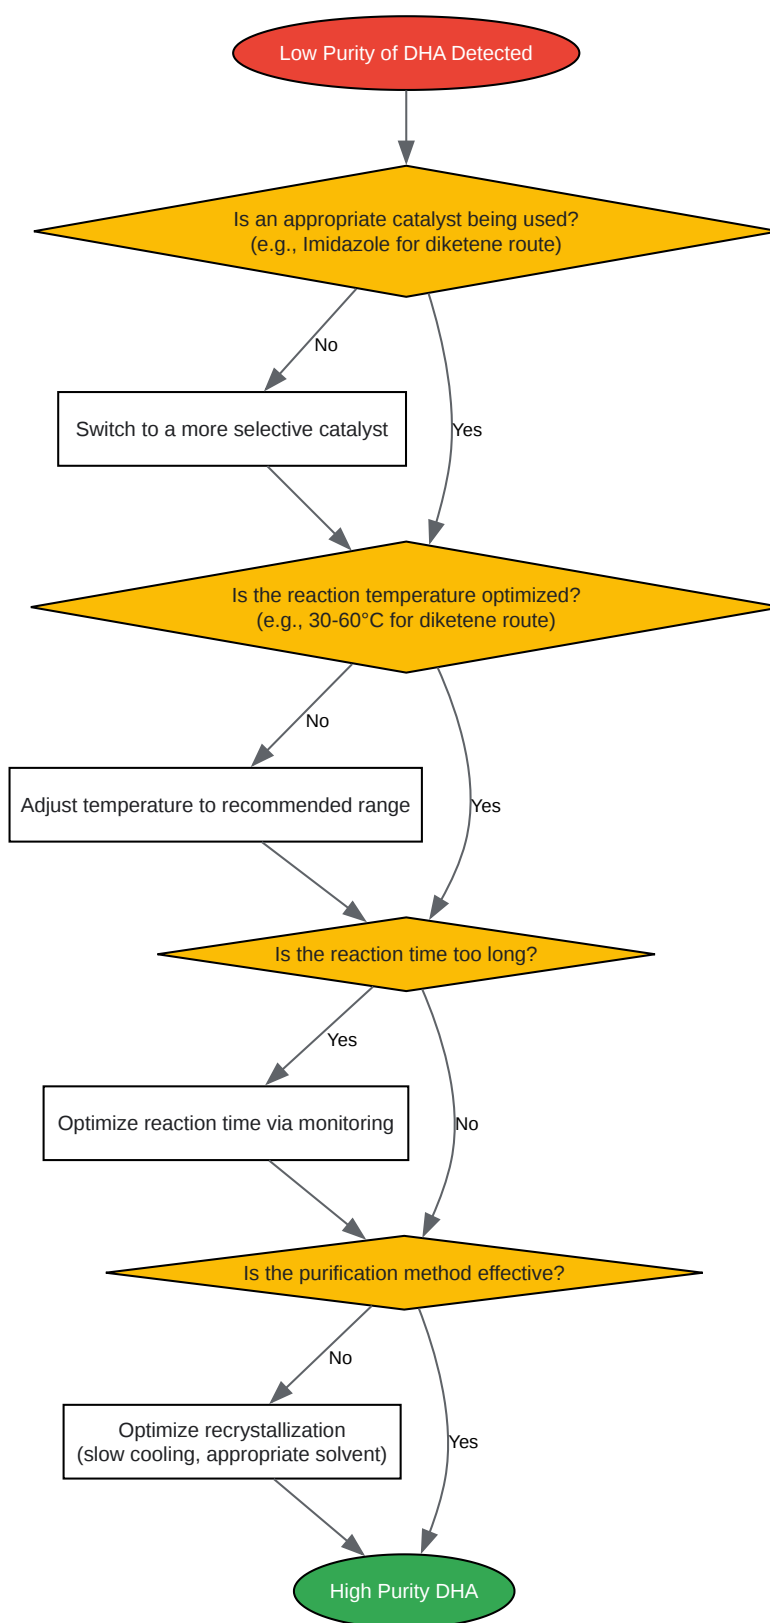 Low Purity of DHA Detected
Is an appropriate catalyst being used?
(e.g., Imidazole for diketene route)
No
Switch to a more selective catalyst
Yes
Is the reaction temperature optimized?
(e.g., 30-60°C for diketene route)
No
Adjust temperature to recommended range
Yes
Is the reaction time too long?
Yes
Optimize reaction time via monitoring
No
Is the purification method effective?
No
Optimize recrystallization
(slow cooling, appropriate solvent)
Yes
High Purity DHA